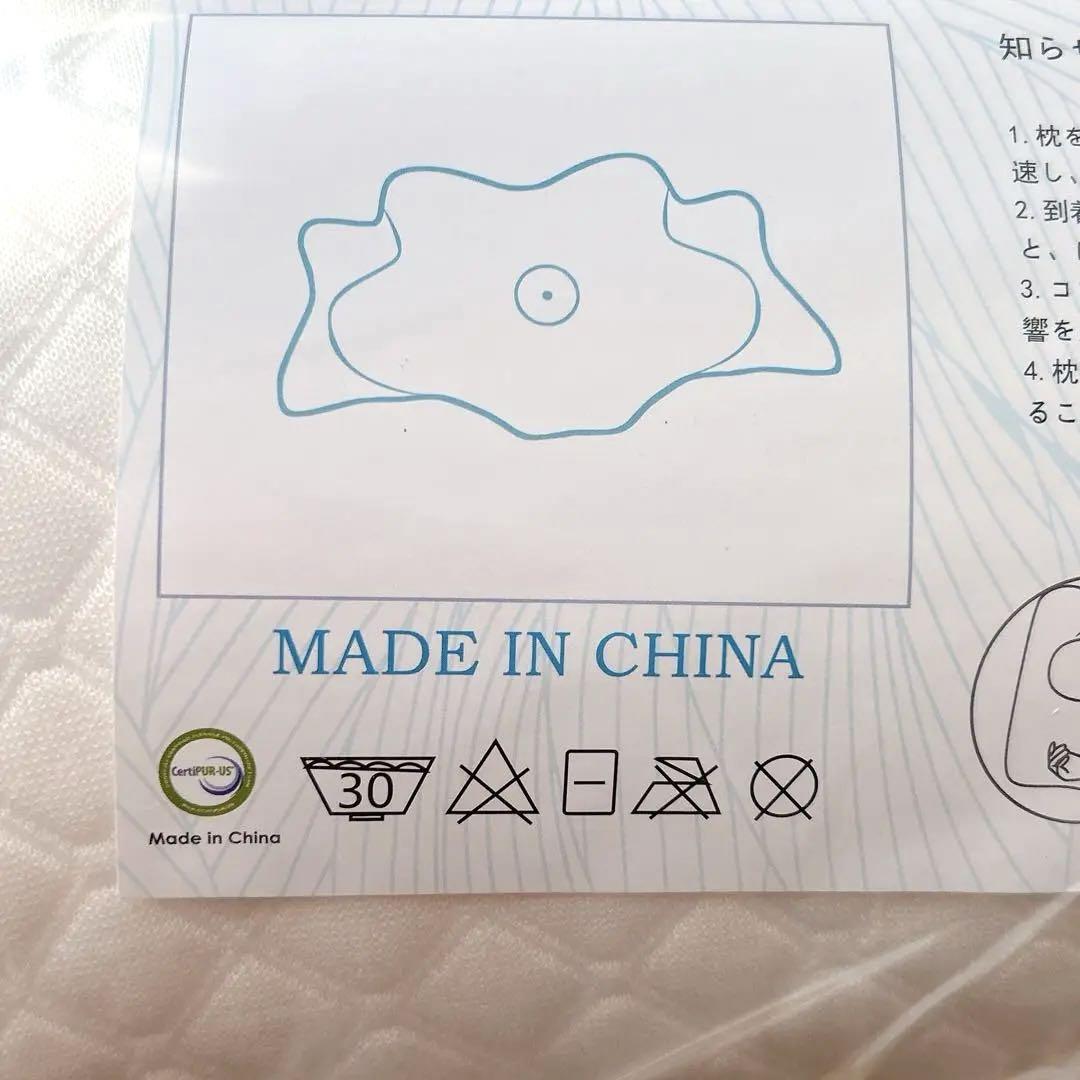 知ら
1. 枕を
速し、
2. 到着
と、
3. コ
響を
4. 枕
るこ
MADE IN CHINA
CertiPUR-US
30
Made in China